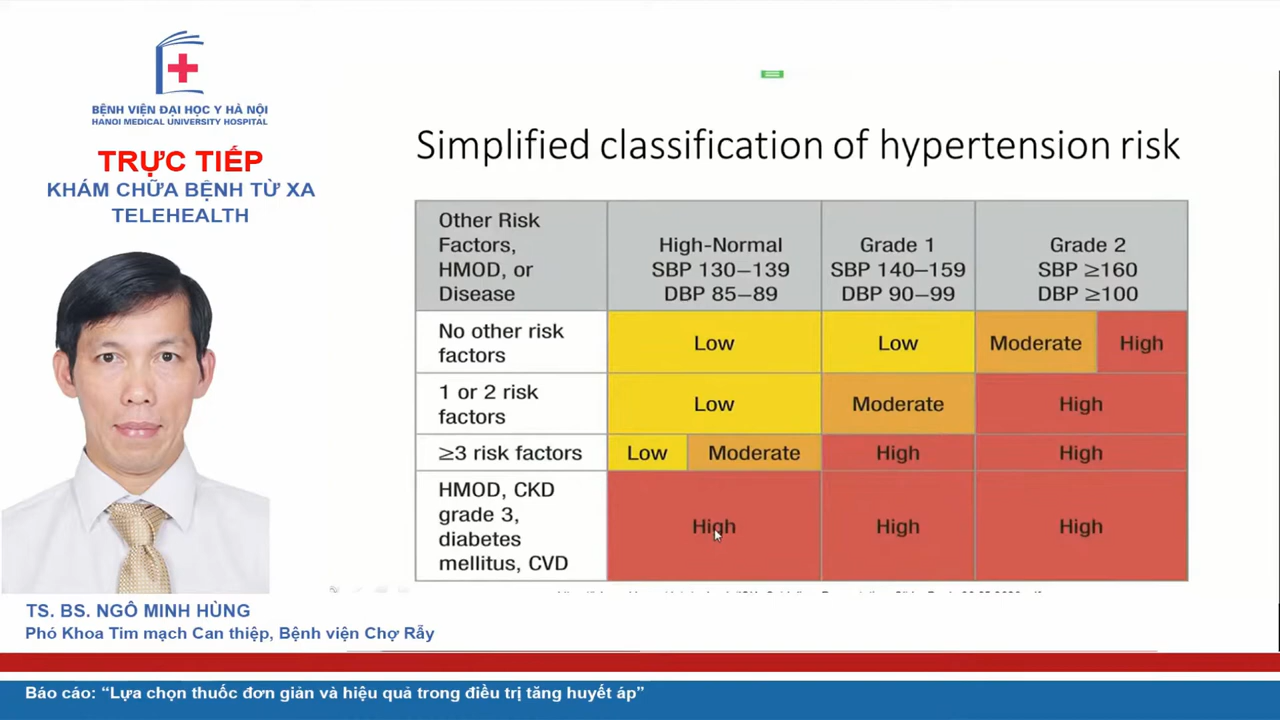 BỆNH VIỆN ĐẠI HỌC Y HÀ NỘI
HANOI MEDICAL UNIVERSITY HOSPITAL
TRỰC TIẾP
KHÁM CHỮA BỆNH TỪ XA
TELEHEALTH
TS. BS. NGÔ MINH HÙNG
Phó Khoa Tim mạch Can thiệp, Bệnh viện Chợ Rẫy
Simplified classification of hypertension risk
Other Risk
Factors,
HMOD, or
Disease
High-Normal
SBP 130–139
DBP 85–89
Grade 1
SBP 140–159
DBP 90–99
Grade 2
SBP ≥160
DBP ≥100
No other risk
factors
Low
Low
Moderate
High
1 or 2 risk
factors
Low
Moderate
High
≥3 risk factors
Low
Moderate
High
High
HMOD, CKD
grade 3,
diabetes
mellitus, CVD
High
High
High
Báo cáo: “Lựa chọn thuốc đơn giản và hiệu quả trong điều trị tăng huyết áp”